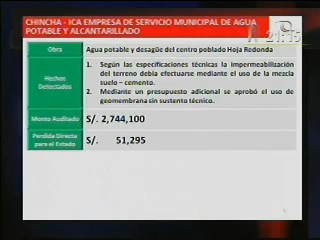 CHINCHA - ICA EMPRESA DE SERVICIO MUNICIPAL DE AGUA
POTABLE Y ALCANTARILLADO
21:15
Obra
Agua potable y desagüe del centro poblado Hoja Redonda
Hechos
Detectados
1. Según las especificaciones técnicas la impermeabilización
del terreno debía efectuarse mediante el uso de la mezcla
suelo – cemento.
2. Mediante un presupuesto adicional se aprobó el uso de
geomembrana sin sustento técnico.
Monto Auditado
S/. 2,744,100
Perdida Directa
para el Estado
S/. 51,295